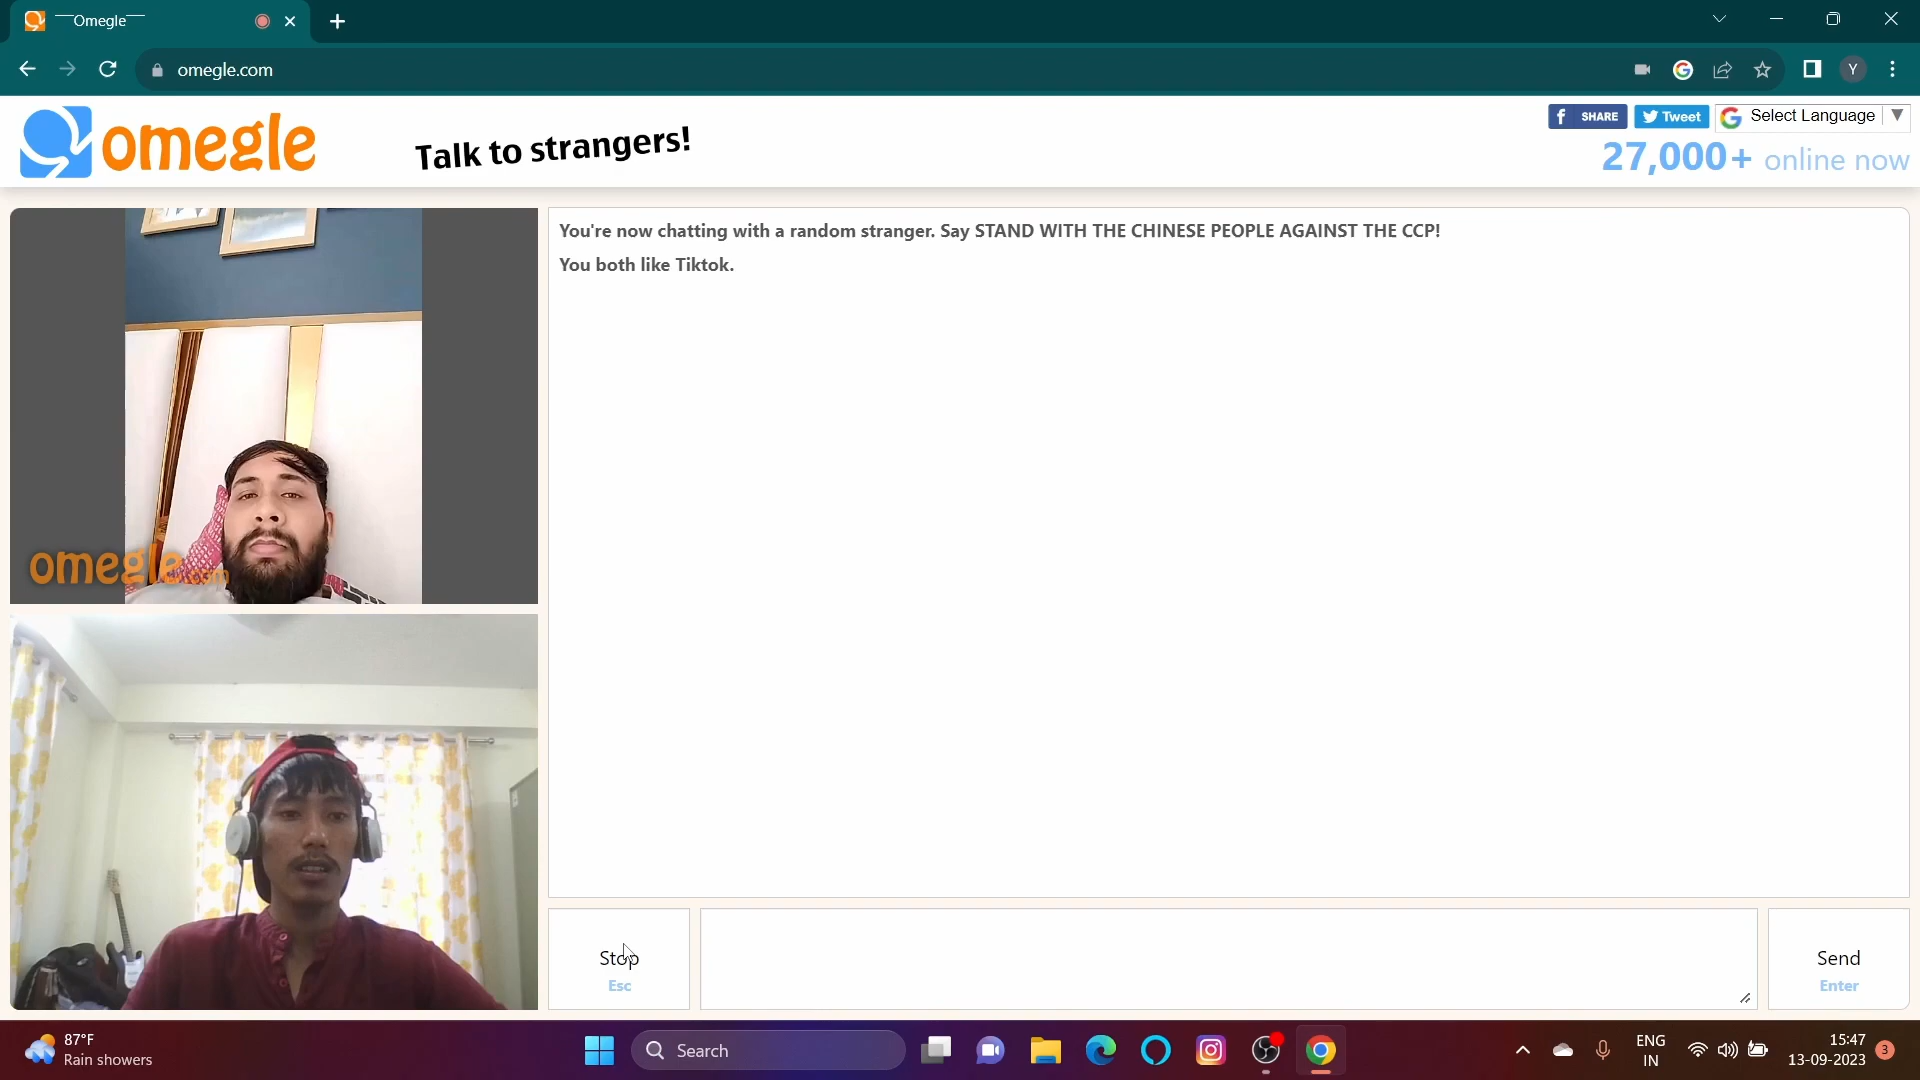 Omegle
omegle.com
Y
omegle
Talk to strangers!
f SHARE
Tweet
G Select Language
27,000+ online now
You're now chatting with a random stranger. Say STAND WITH THE CHINESE PEOPLE AGAINST THE CCP!
You both like Tiktok.
omegle.com
Stop
Esc
Send
Enter
87°F
Rain showers
Search
ENG
IN
15:47
13-09-2023
3